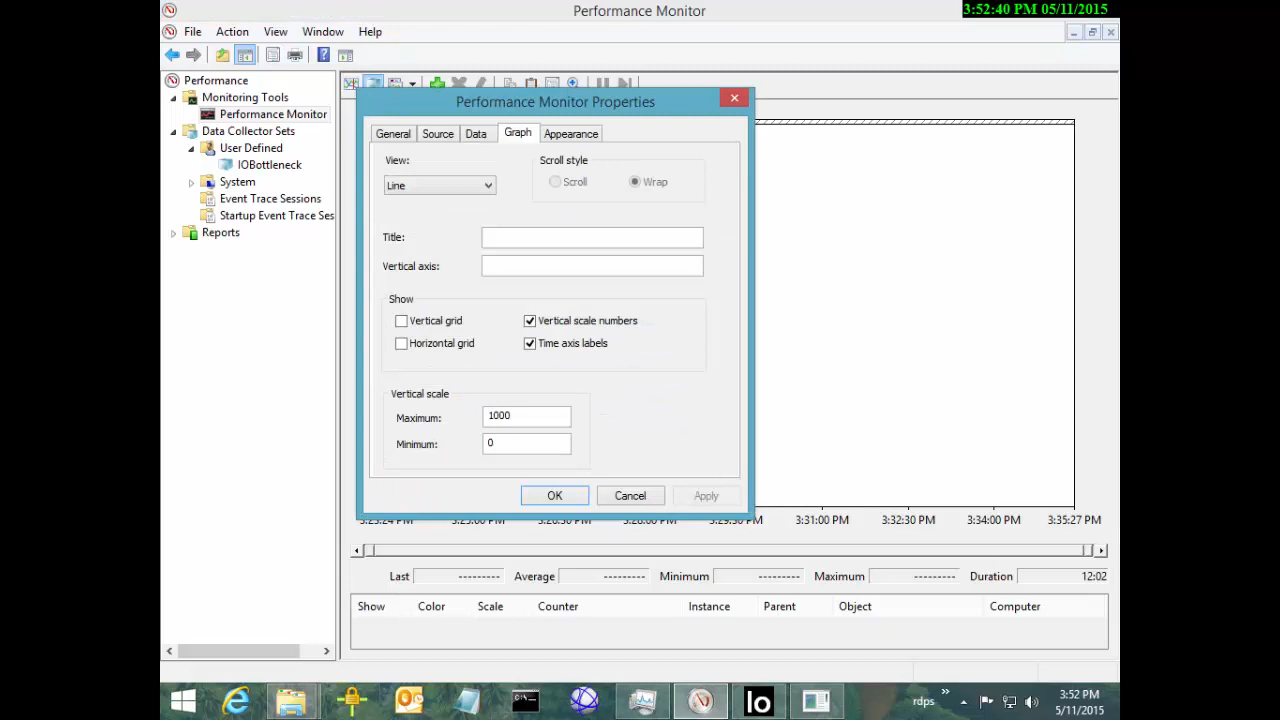 Performance Monitor
3:52:40 PM 05/11/2015
File Action View Window Help
Performance
Monitoring Tools
Performance Monitor
Data Collector Sets
User Defined
IOBottleneck
System
Event Trace Sessions
Startup Event Trace Ses
Reports
Performance Monitor Properties
General Source Data Graph Appearance
View:
Line
Scroll style
Scroll Wrap
Title:
Vertical axis:
Show
Vertical grid Vertical scale numbers
Horizontal grid Time axis labels
Vertical scale
Maximum: 1000
Minimum: 0
OK Cancel Apply
3:31:00 PM 3:32:30 PM 3:34:00 PM 3:35:27 PM
Last --------- Average --------- Minimum --------- Maximum --------- Duration 12:02
Show Color Scale Counter Instance Parent Object Computer
lo
rdps
»
3:52 PM
5/11/2015